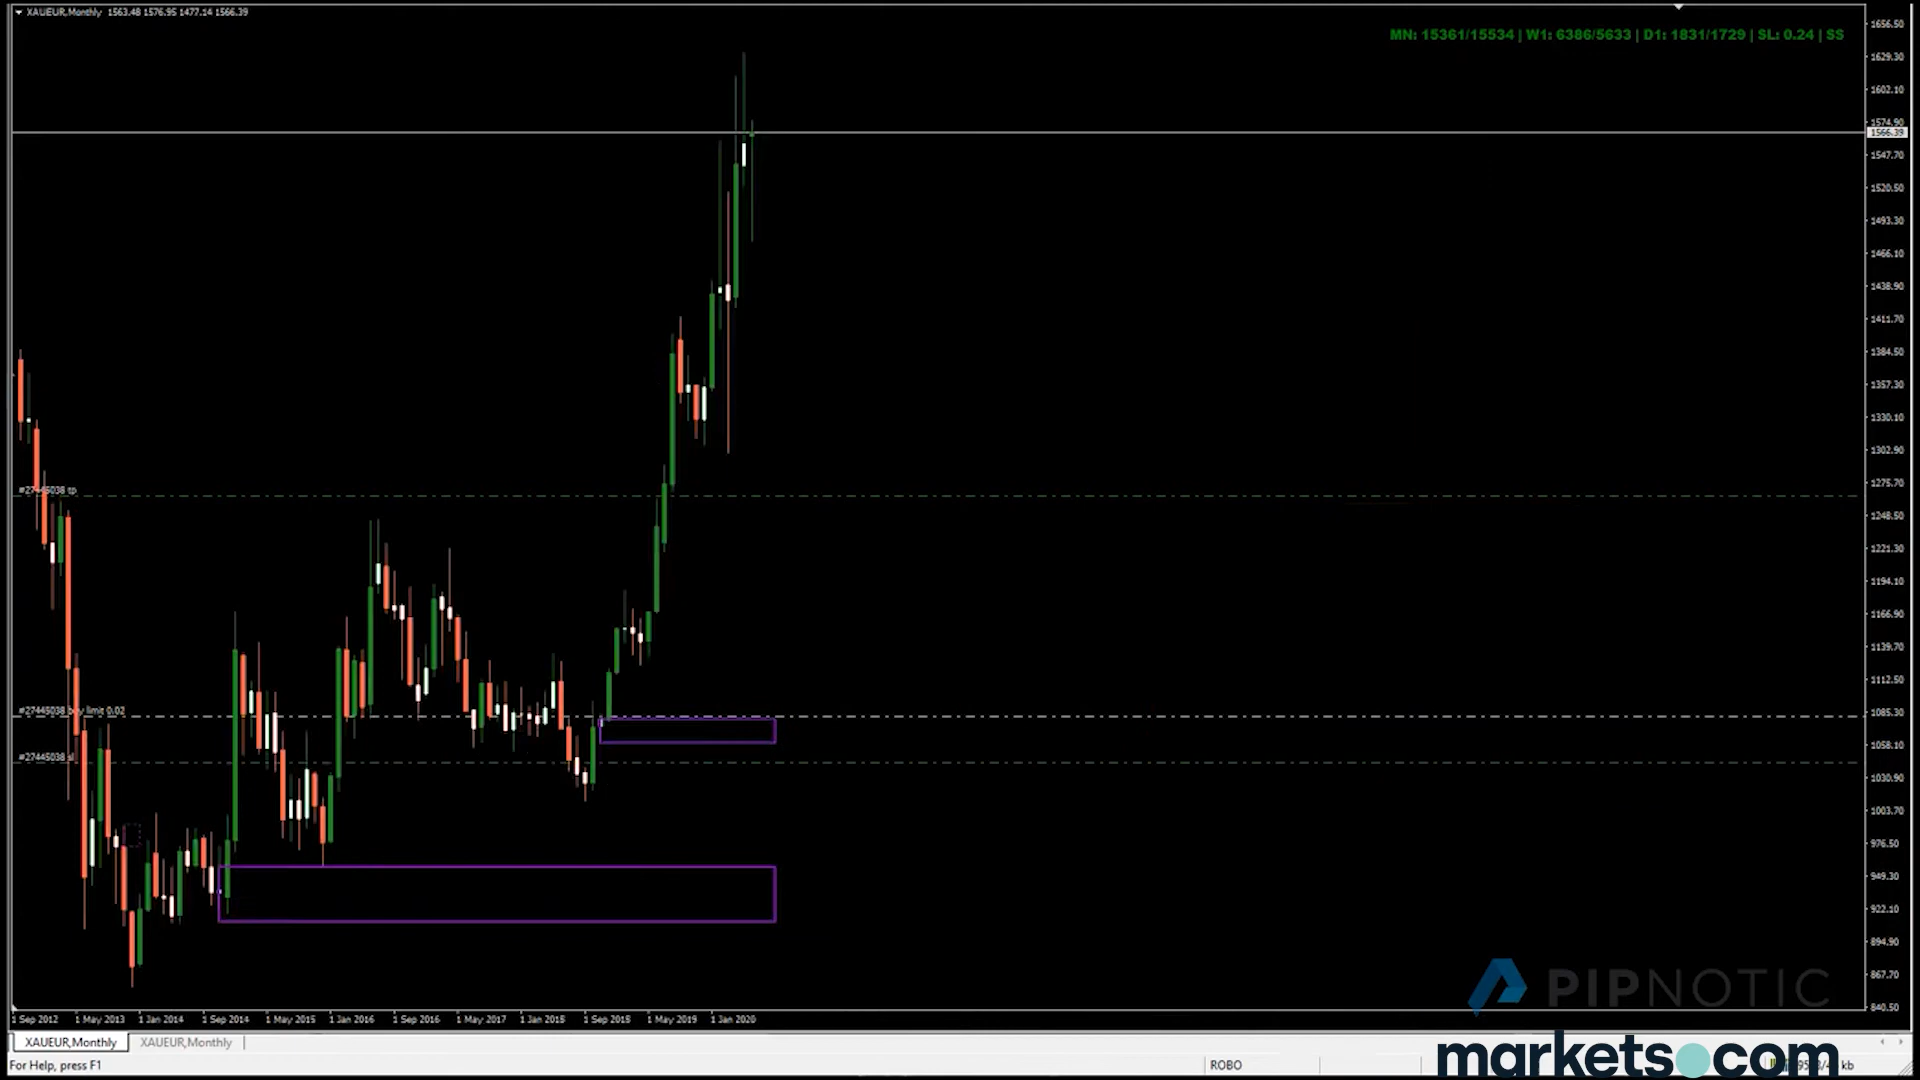 XAUEUR,Monthly 1563.48 1576.95 1477.14 1566.39
MN: 15361/15534 | W1: 6386/5633 | D1: 1831/1729 | SL: 0.24 | SS
1656.50
1629.30
1602.10
1574.90
1566.39
1547.70
1520.50
1493.30
1466.10
1438.90
1411.70
1384.50
1357.30
1330.10
1302.90
1275.70
1248.50
1221.30
1194.10
1166.90
1139.70
1112.50
1085.30
1058.10
1030.90
1003.70
976.50
949.30
922.10
894.90
867.70
840.50
#27445038 tp
#27445038 buy limit 0.02
#27445038 sl
PIPNOTIC
1 Sep 2012 1 May 2013 1 Jan 2014 1 Sep 2014 1 May 2015 1 Jan 2016 1 Sep 2016 1 May 2017 1 Jan 2018 1 Sep 2018 1 May 2019 1 Jan 2020
XAUEUR,Monthly XAUEUR,Monthly
For Help, press F1
ROBO
kb
markets.com